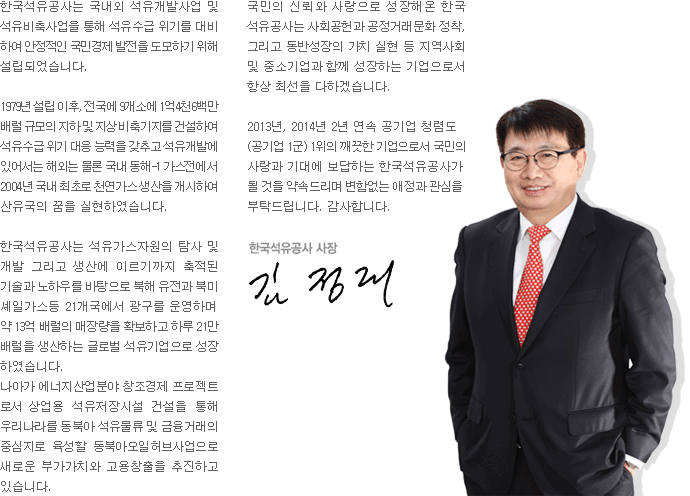 한국석유공사는 국내외 석유개발사업 및
석유비축사업을 통해 석유수급 위기를 대비
하여 안정적인 국민경제 발전을 도모하기 위해
설립되었습니다.
1979년 설립 이후, 전국에 9개소에 1억4천6백만
배럴 규모의 지하 및 지상 비축기지를 건설하여
석유수급 위기 대응 능력을 갖추고 석유개발에
있어서는 해외는 물론 국내 동해-1 가스전에서
2004년 국내 최초로 천연가스 생산을 개시하여
산유국의 꿈을 실현하였습니다.
한국석유공사는 석유가스자원의 탐사 및
개발 그리고 생산에 이르기까지 축적된
기술과 노하우를 바탕으로 북해 유전과 북미
셰일가스등 21개국에서 광구를 운영하며
약 13억 배럴의 매장량을 확보하고 하루 21만
배럴을 생산하는 글로벌 석유기업으로 성장
하였습니다.
나아가 에너지산업분야 창조경제 프로젝트
로서 상업용 석유저장시설 건설을 통해
우리나라를 동북아 석유물류 및 금융거래의
중심지로 육성할 동북아오일허브사업으로
새로운 부가가치와 고용창출을 추진하고
있습니다.
국민의 신뢰와 사랑으로 성장해온 한국
석유공사는 사회공헌과 공정거래문화 정착,
그리고 동반성장의 가치 실현 등 지역사회
및 중소기업과 함께 성장하는 기업으로서
항상 최선을 다하겠습니다.
2013년, 2014년 2년 연속 공기업 청렴도
(공기업 1군) 1위의 깨끗한 기업으로서 국민의
사랑과 기대에 보답하는 한국석유공사가
될 것을 약속드리며 변함없는 애정과 관심을
부탁드립니다. 감사합니다.
한국석유공사 사장
김 정 래